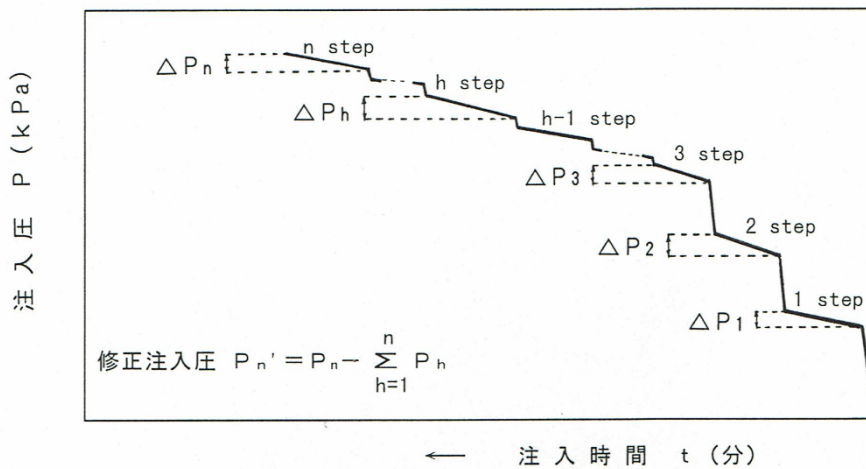 n step
△Pn
h step
△Ph
h-1 step
3 step
△P3
2 step
△P2
1 step
△P1
注入圧 P (kPa)
修正注入圧 Pn'=Pn-
n
Σ
h=1
Ph
← 注入時間 t (分)